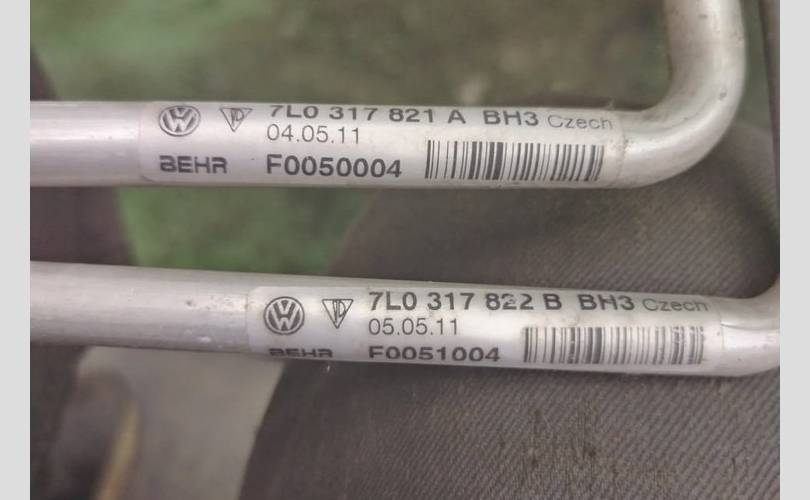 7L0 317 821 A BH3 Czech
04.05.11
BEHR F0050004
7L0 317 822 B BH3 Czech
05.05.11
BEHR F0051004